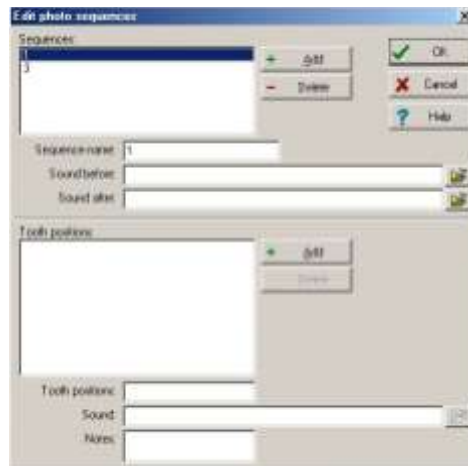 Edit photo sequences
Sequences:
1
3
Add
Delete
OK
Cancel
Help
Sequence name: 1
Sound before:
Sound after:
Tooth positions:
Add
Delete
Tooth positions:
Sound:
Notes: